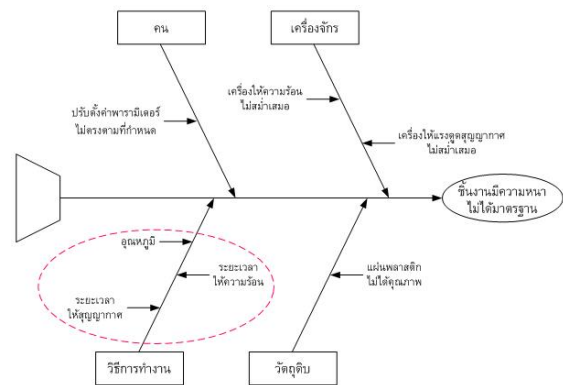 คน
เครื่องจักร
เครื่องให้ความร้อน
ไม่สม่ำเสมอ
ปรับตั้งค่าพารามิเตอร์
ไม่ตรงตามที่กำหนด
เครื่องให้แรงดูดสุญญากาศ
ไม่สม่ำเสมอ
ชิ้นงานมีความหนา
ไม่ได้มาตรฐาน
อุณหภูมิ
ระยะเวลา
ให้ความร้อน
แผ่นพลาสติก
ไม่ได้คุณภาพ
ระยะเวลา
ให้สุญญากาศ
วิธีการทำงาน
วัตถุดิบ